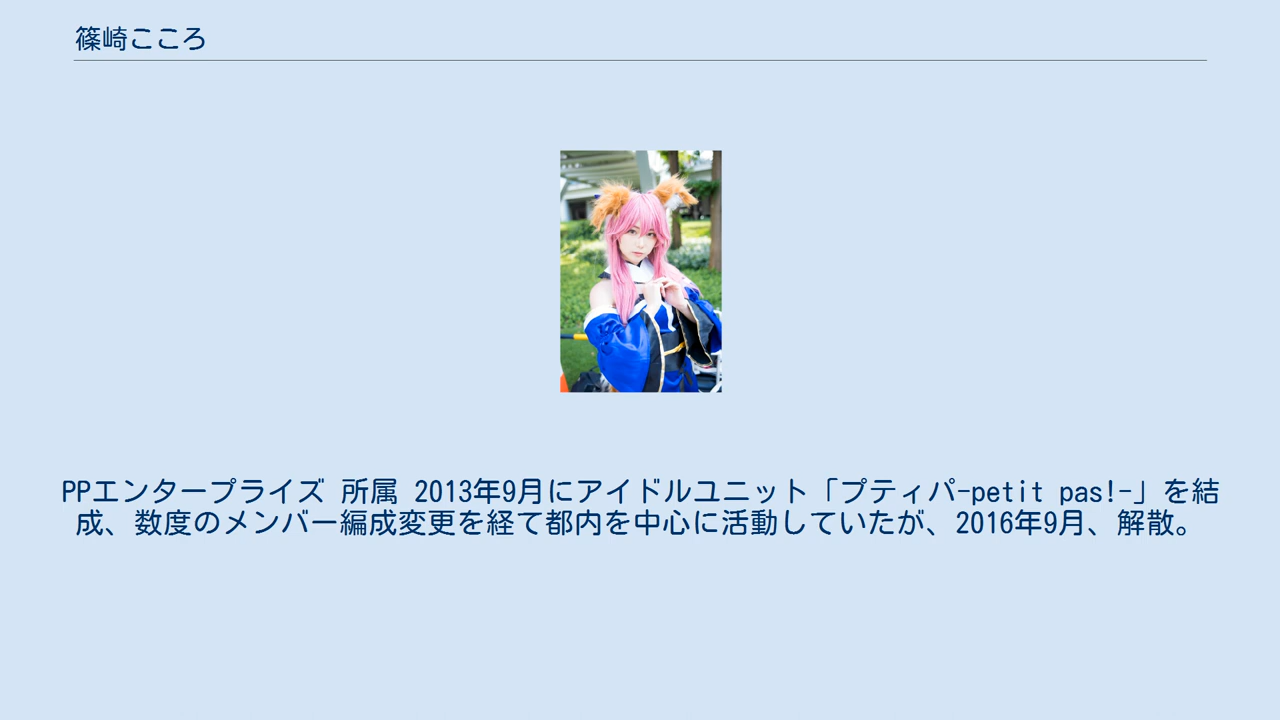 篠崎こころ
PPエンタープライズ 所属 2013年9月にアイドルユニット「プティパ-petit pas!-」を結
成、数度のメンバー編成変更を経て都内を中心に活動していたが、2016年9月、解散。